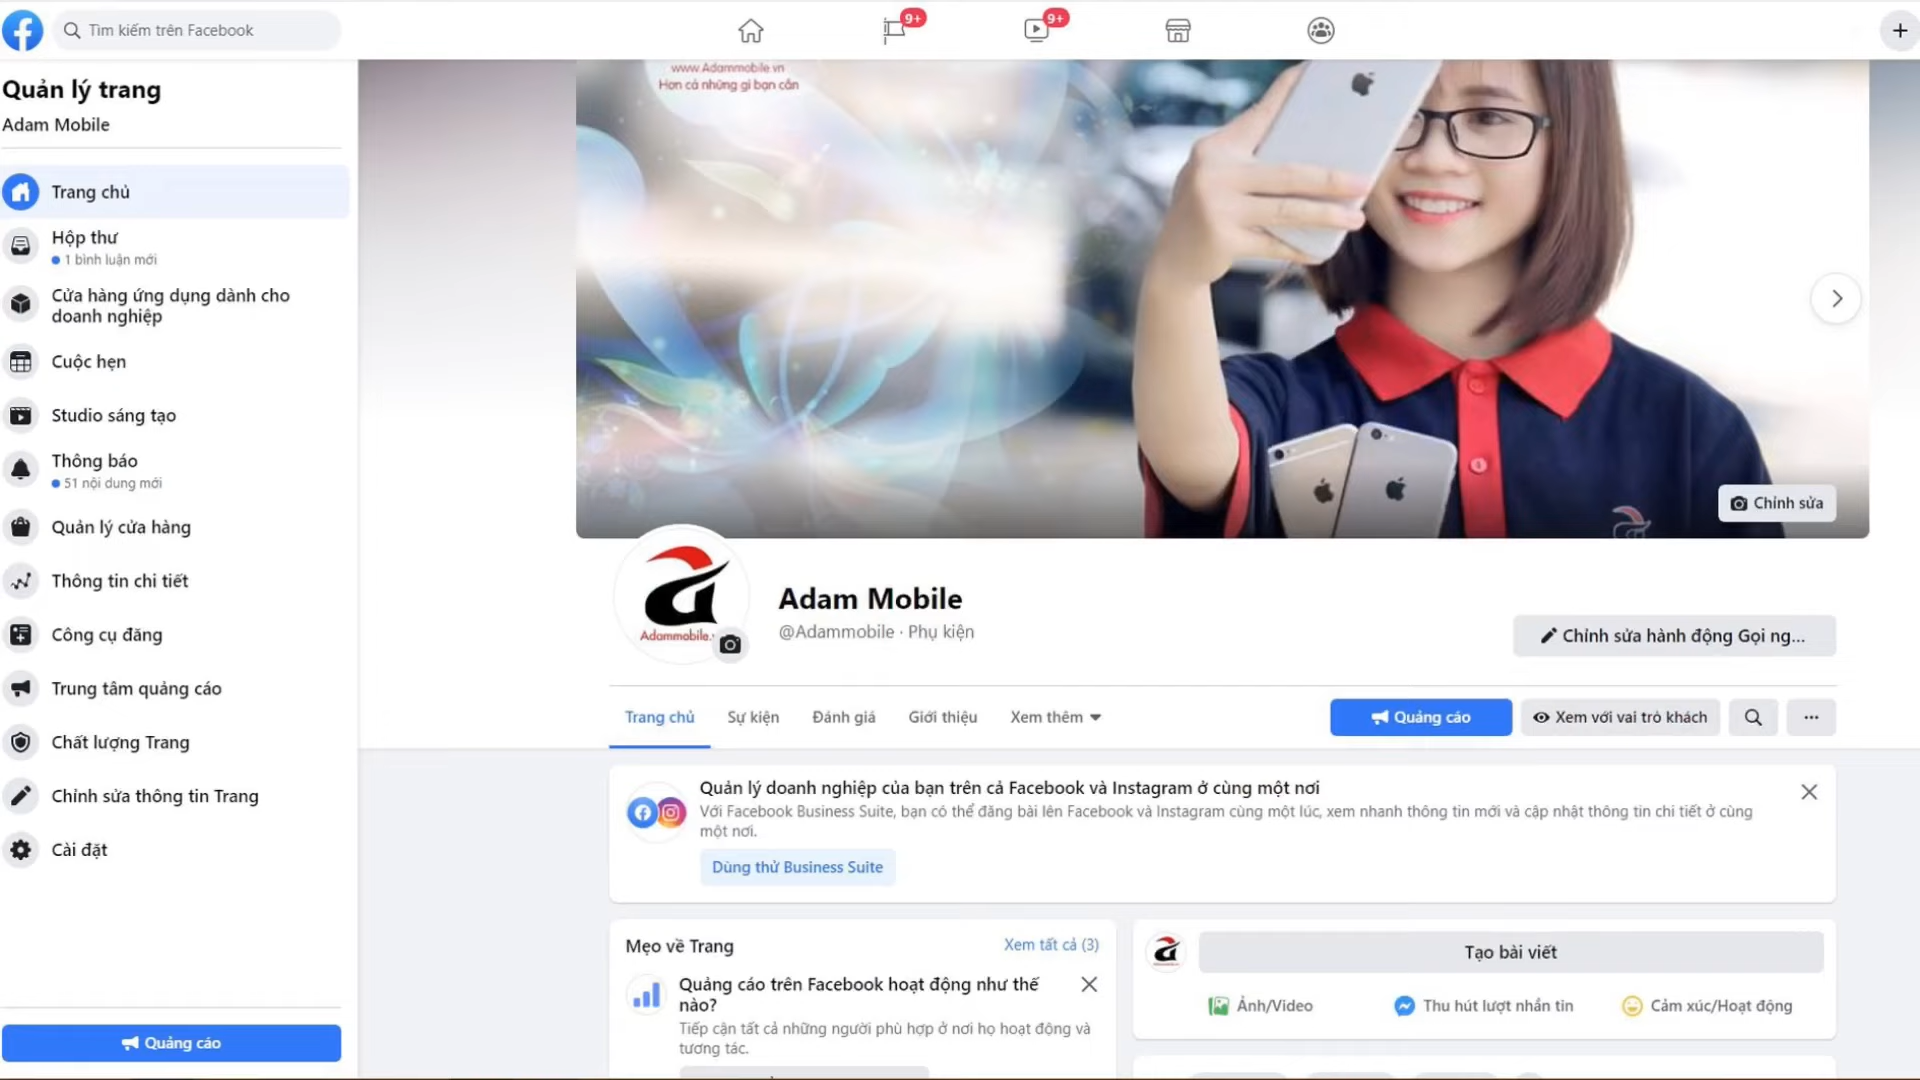 Tìm kiếm trên Facebook
9+
9+
Quản lý trang
Adam Mobile
Trang chủ
Hộp thư
1 bình luận mới
Cửa hàng ứng dụng dành cho
doanh nghiệp
Cuộc hẹn
Studio sáng tạo
Thông báo
51 nội dung mới
Quản lý cửa hàng
Thông tin chi tiết
Công cụ đăng
Trung tâm quảng cáo
Chất lượng Trang
Chỉnh sửa thông tin Trang
Cài đặt
Quảng cáo
www.Adammobile.vn
Hơn cả những gì bạn cần
Chỉnh sửa
Adammobile.
Adam Mobile
@Adammobile · Phụ kiện
Chỉnh sửa hành động Gọi ng...
Trang chủ
Sự kiện
Đánh giá
Giới thiệu
Xem thêm
Quảng cáo
Xem với vai trò khách
Quản lý doanh nghiệp của bạn trên cả Facebook và Instagram ở cùng một nơi
Với Facebook Business Suite, bạn có thể đăng bài lên Facebook và Instagram cùng một lúc, xem nhanh thông tin mới và cập nhật thông tin chi tiết ở cùng
một nơi.
Dùng thử Business Suite
Mẹo về Trang
Xem tất cả (3)
Quảng cáo trên Facebook hoạt động như thế
nào?
Tiếp cận tất cả những người phù hợp ở nơi họ hoạt động và
tương tác.
Tạo bài viết
Ảnh/Video
Thu hút lượt nhắn tin
Cảm xúc/Hoạt động